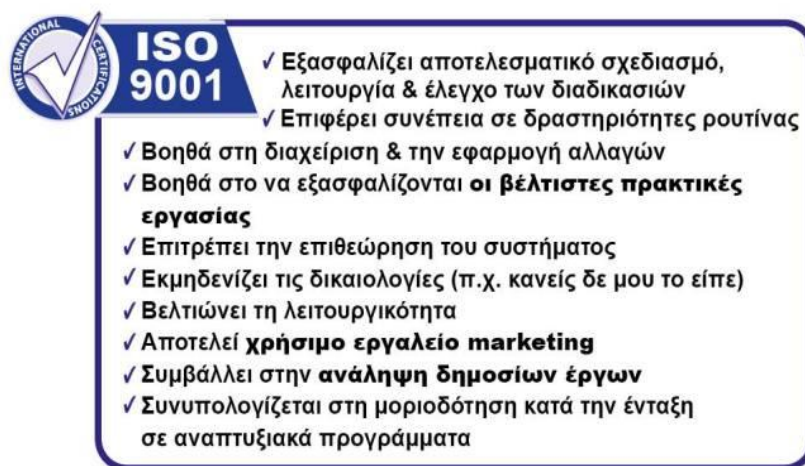 INTERNATIONAL CERTIFICATIONS
ISO
9001
✓ Εξασφαλίζει αποτελεσματικό σχεδιασμό,
λειτουργία & έλεγχο των διαδικασιών
✓ Επιφέρει συνέπεια σε δραστηριότητες ρουτίνας
✓ Βοηθά στη διαχείριση & την εφαρμογή αλλαγών
✓ Βοηθά στο να εξασφαλίζονται οι βέλτιστες πρακτικές
εργασίας
✓ Επιτρέπει την επιθεώρηση του συστήματος
✓ Εκμηδενίζει τις δικαιολογίες (π.χ. κανείς δε μου το είπε)
✓ Βελτιώνει τη λειτουργικότητα
✓ Αποτελεί χρήσιμο εργαλείο marketing
✓ Συμβάλλει στην ανάληψη δημοσίων έργων
✓ Συνυπολογίζεται στη μοριοδότηση κατά την ένταξη
σε αναπτυξιακά προγράμματα